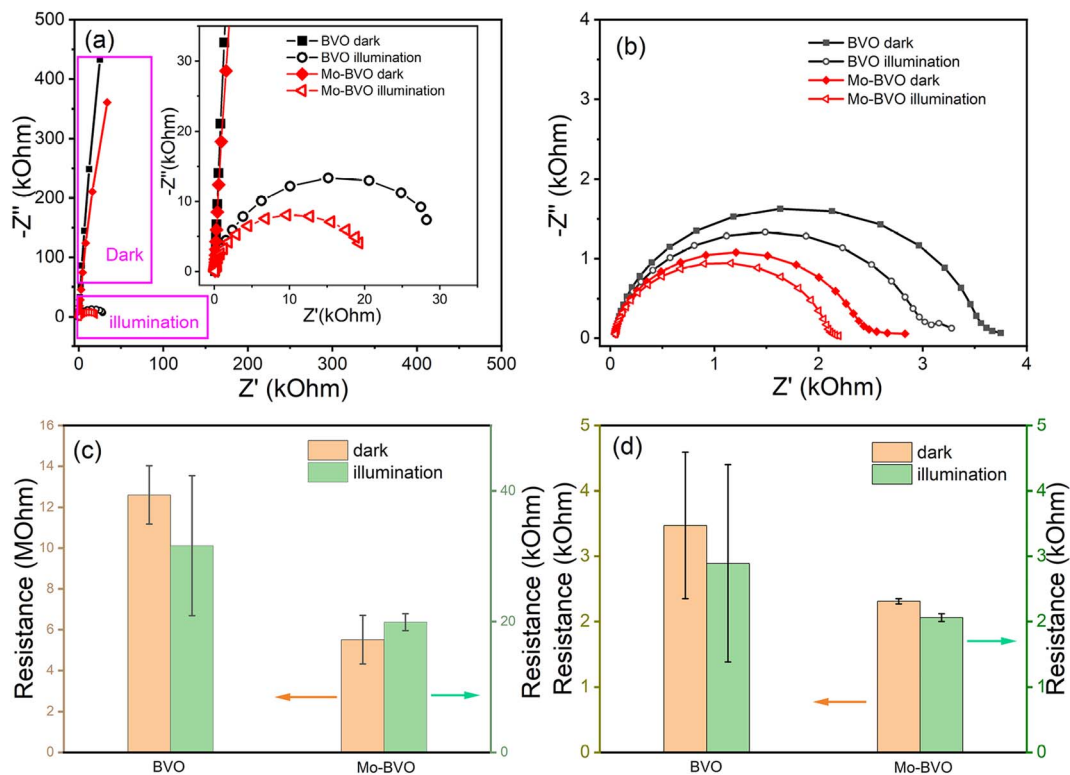 (a)
500
400
300
200
100
0
-Z'' (kOhm)
Dark
illumination
0 100 200 300 400 500
Z' (kOhm)
BVO dark
BVO illumination
Mo-BVO dark
Mo-BVO illumination
30
20
10
0
-Z''(kOhm)
0 10 20 30
Z'(kOhm)
(b)
BVO dark
BVO illumination
Mo-BVO dark
Mo-BVO illumination
4
3
2
1
0
-Z'' (kOhm)
0 1 2 3 4
Z' (kOhm)
(c)
dark
illumination
16
14
12
10
8
6
4
2
0
Resistance (MOhm)
40
20
0
Resistance (kOhm)
BVO Mo-BVO
(d)
dark
illumination
5
4
3
2
1
0
Resistance (kOhm)
5
4
3
2
1
0
Resistance (kOhm)
BVO Mo-BVO